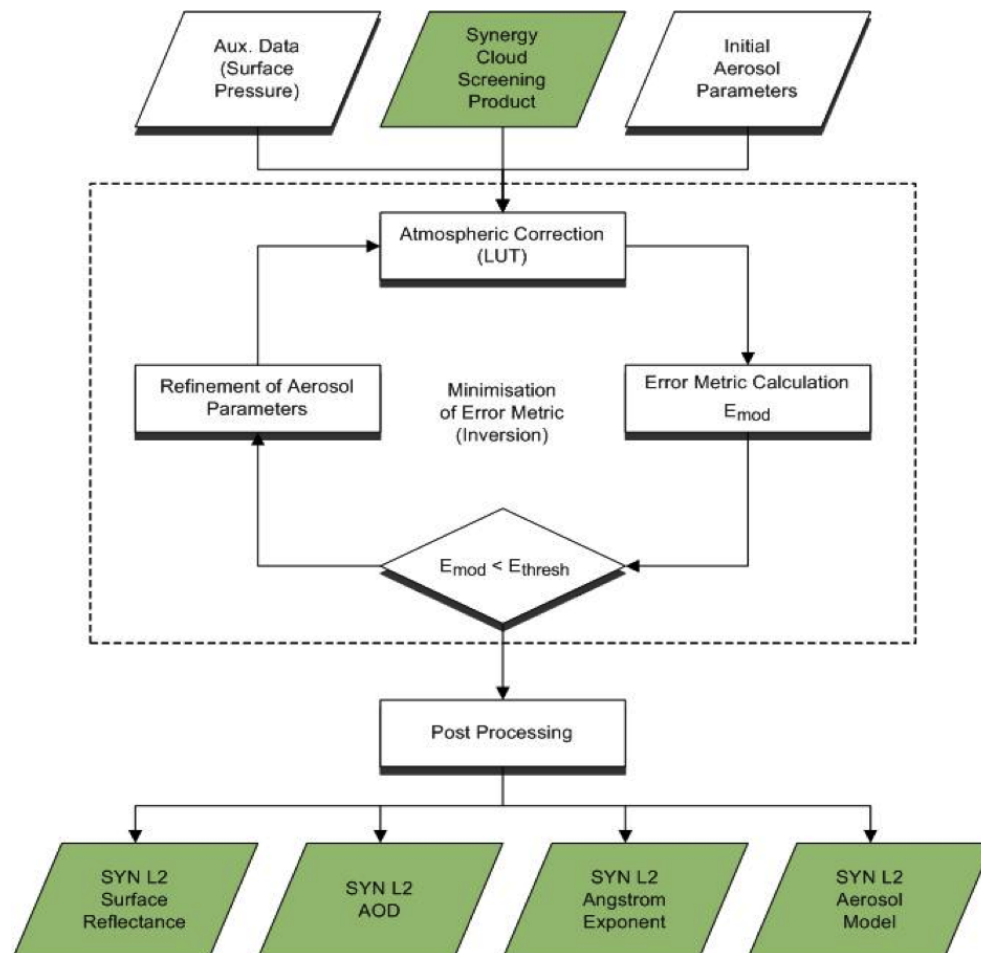 Aux. Data
(Surface
Pressure)
Synergy
Cloud
Screening
Product
Initial
Aerosol
Parameters
Atmospheric Correction
(LUT)
Refinement of Aerosol
Parameters
Minimisation
of Error Metric
(Inversion)
Error Metric Calculation
Emod
Emod < Ethresh
Post Processing
SYN L2
Surface
Reflectance
SYN L2
AOD
SYN L2
Angstrom
Exponent
SYN L2
Aerosol
Model